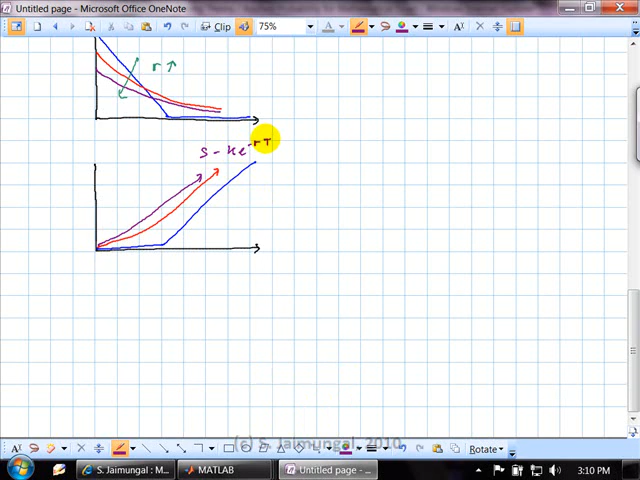 Untitled page - Microsoft Office OneNote
Clip 75%
r ↑
S - Ke^-rT
Rotate
(c) S. Jaimungal, 2010
S. Jaimungal : M... MATLAB Untitled page - ... 3:10 PM